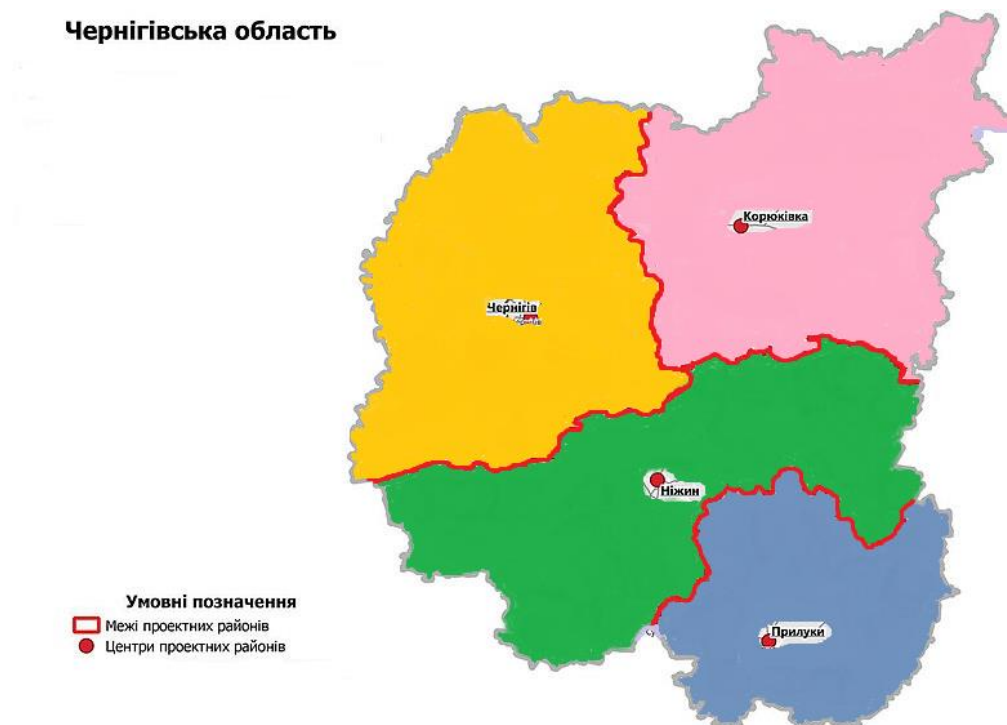 Чернігівська область
Корюківка
Чернігів
Ніжин
Прилуки
Умовні позначення
Межі проектних районів
Центри проектних районів